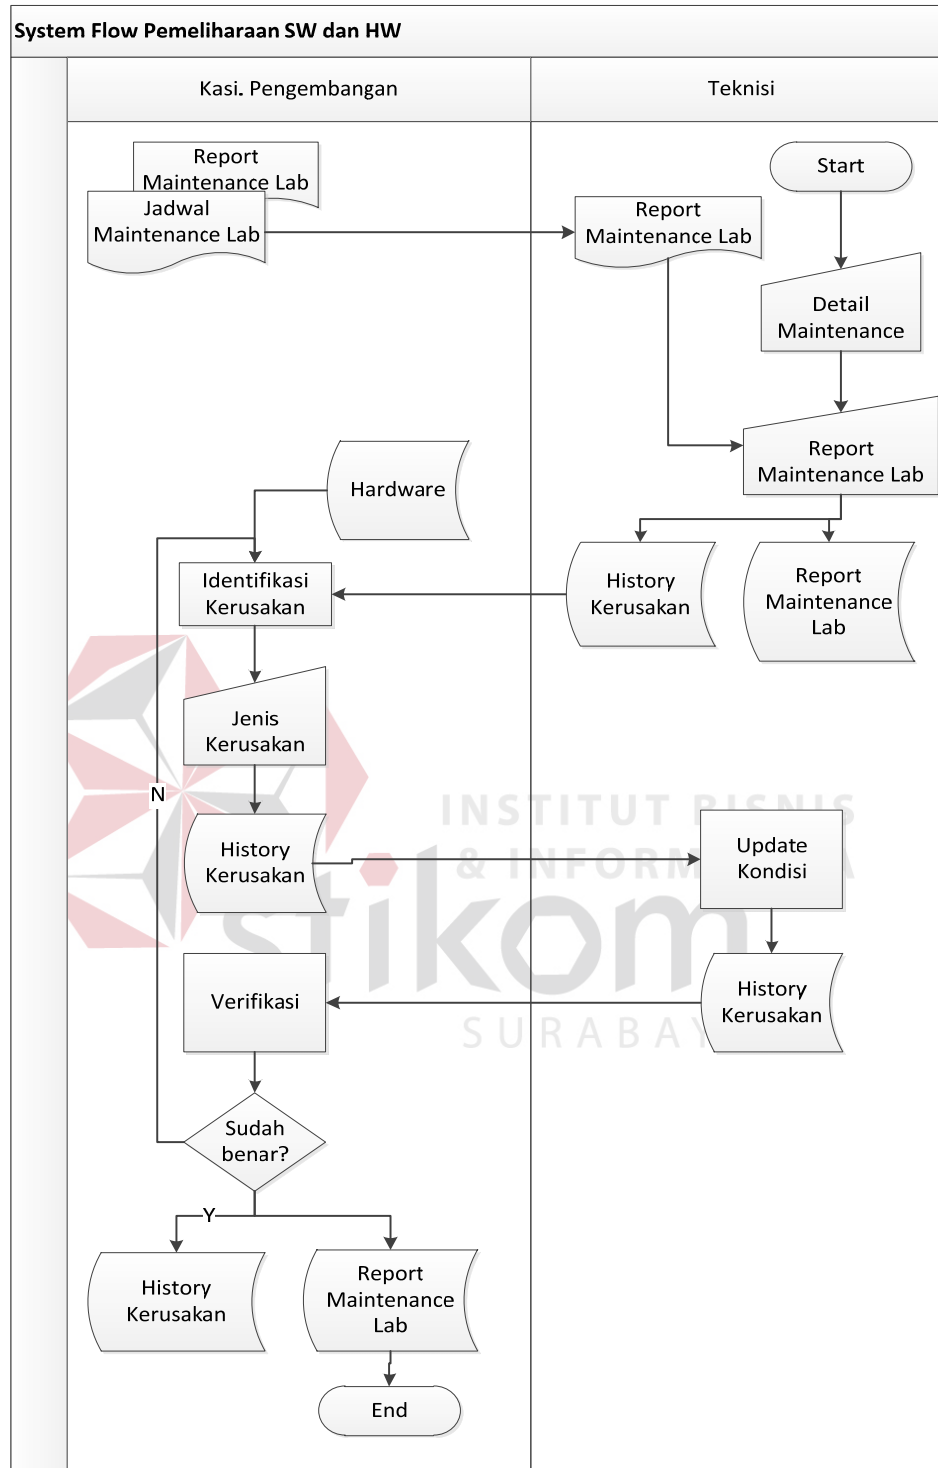 System Flow Pemeliharaan SW dan HW
Kasi. Pengembangan
Teknisi
Report
Maintenance Lab
Jadwal
Maintenance Lab
Report
Maintenance Lab
Start
Detail
Maintenance
Report
Maintenance Lab
Hardware
Identifikasi
Kerusakan
History
Kerusakan
Report
Maintenance
Lab
Jenis
Kerusakan
N
History
Kerusakan
Update
Kondisi
INSTITUT BISNIS
stikom
SURABAYA
Verifikasi
History
Kerusakan
Sudah
benar?
Y
History
Kerusakan
Report
Maintenance
Lab
End